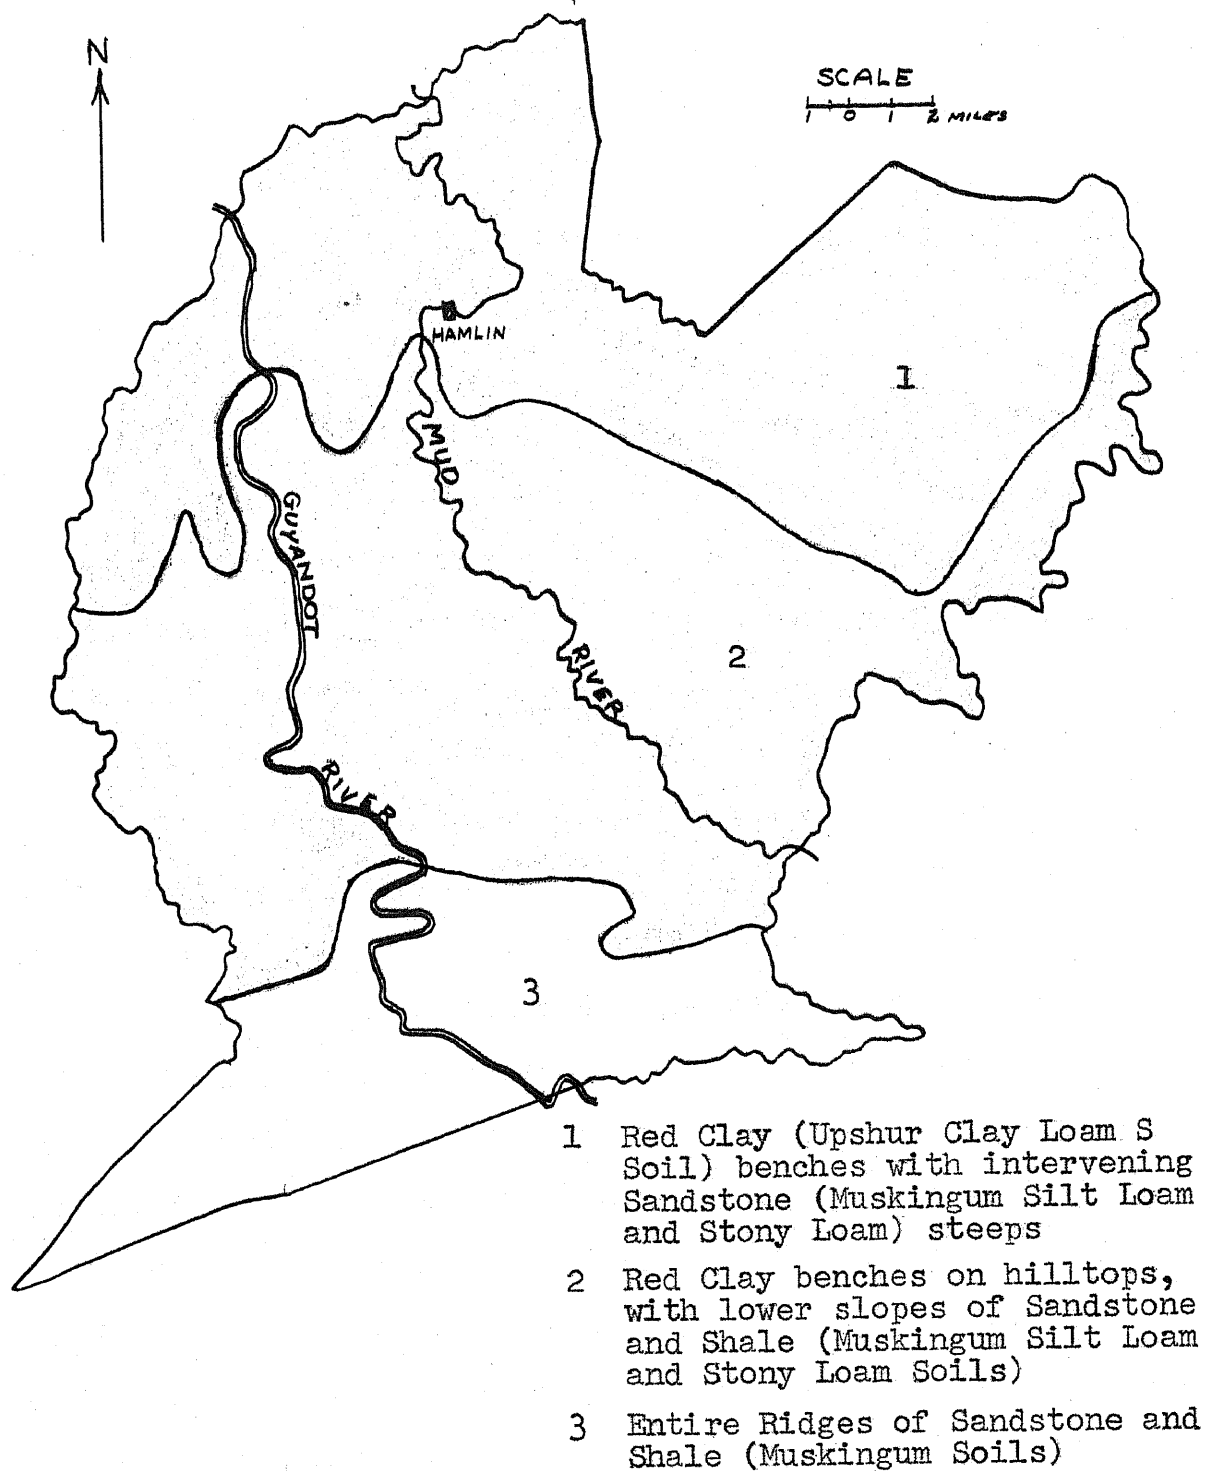 N
SCALE
1 0 1 2 MILES
HAMLIN
1
MUD
GUYANDOT
2
RIVER
RIVER
3
1 Red Clay (Upshur Clay Loam S
Soil) benches with intervening
Sandstone (Muskingum Silt Loam
and Stony Loam) steeps
2 Red Clay benches on hilltops,
with lower slopes of Sandstone
and Shale (Muskingum Silt Loam
and Stony Loam Soils)
3 Entire Ridges of Sandstone and
Shale (Muskingum Soils)